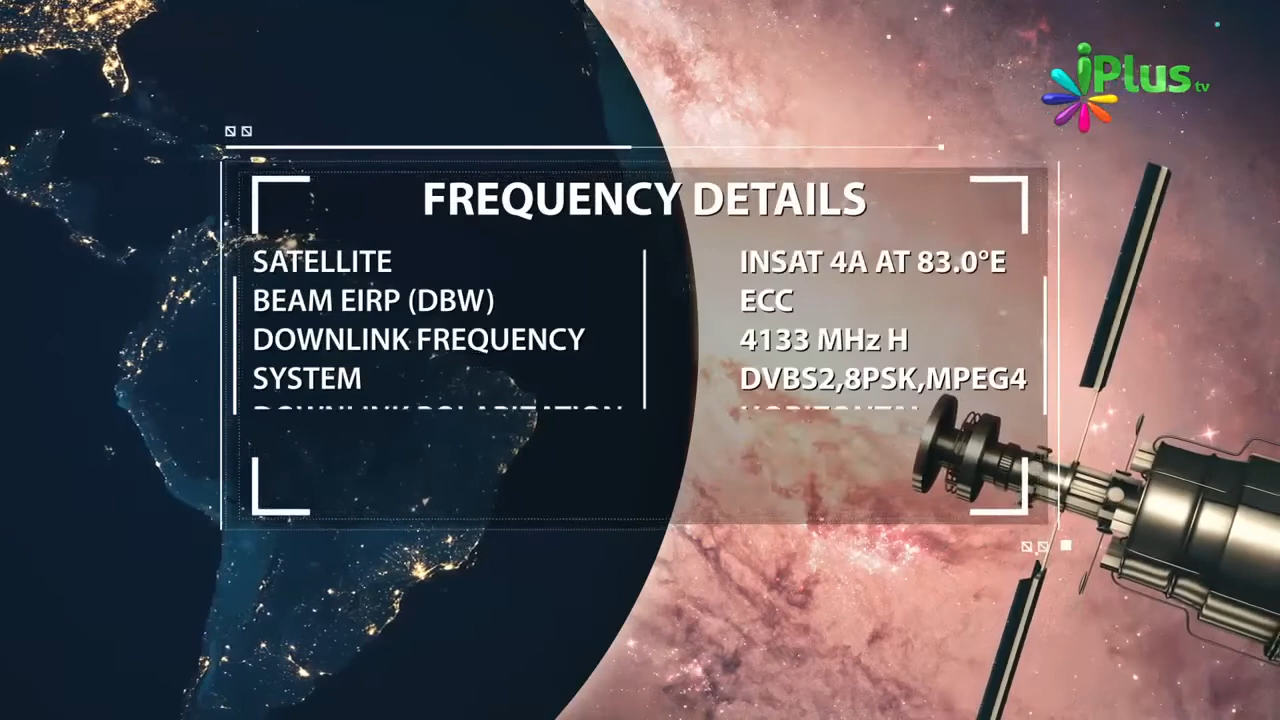 iPlus tv
FREQUENCY DETAILS
SATELLITE INSAT 4A AT 83.0°E
BEAM EIRP (DBW) ECC
DOWNLINK FREQUENCY 4133 MHz H
SYSTEM DVBS2,8PSK,MPEG4